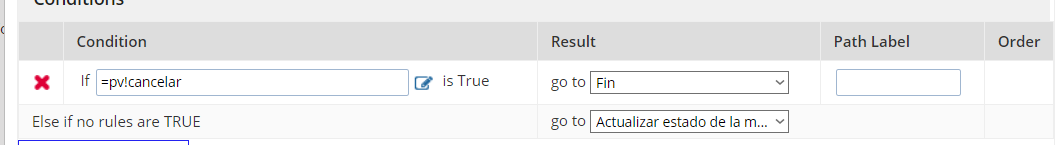 Conditions
Condition Result Path Label Order
If =pv!cancelar is True go to Fin
Else if no rules are TRUE go to Actualizar estado de la m...